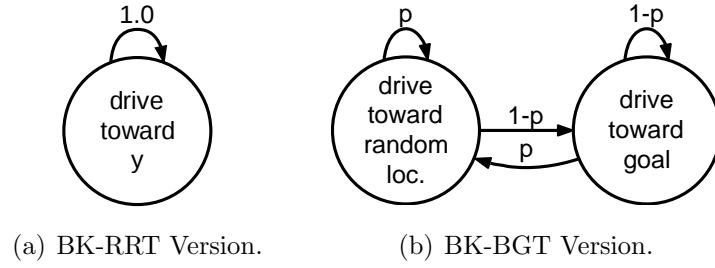 1.0
drive
toward
y
(a) BK-RRT Version.
p
1-p
drive
toward
random
loc.
1-p
p
drive
toward
goal
(b) BK-BGT Version.